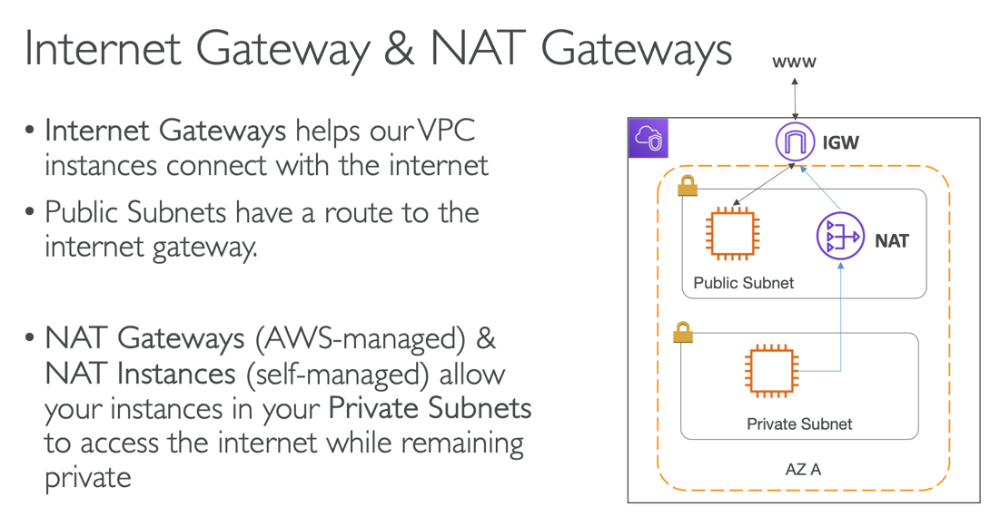 Internet Gateway & NAT Gateways
• Internet Gateways helps our VPC
instances connect with the internet
• Public Subnets have a route to the
internet gateway.
• NAT Gateways (AWS-managed) &
NAT Instances (self-managed) allow
your instances in your Private Subnets
to access the internet while remaining
private
www
IGW
NAT
Public Subnet
Private Subnet
AZ A